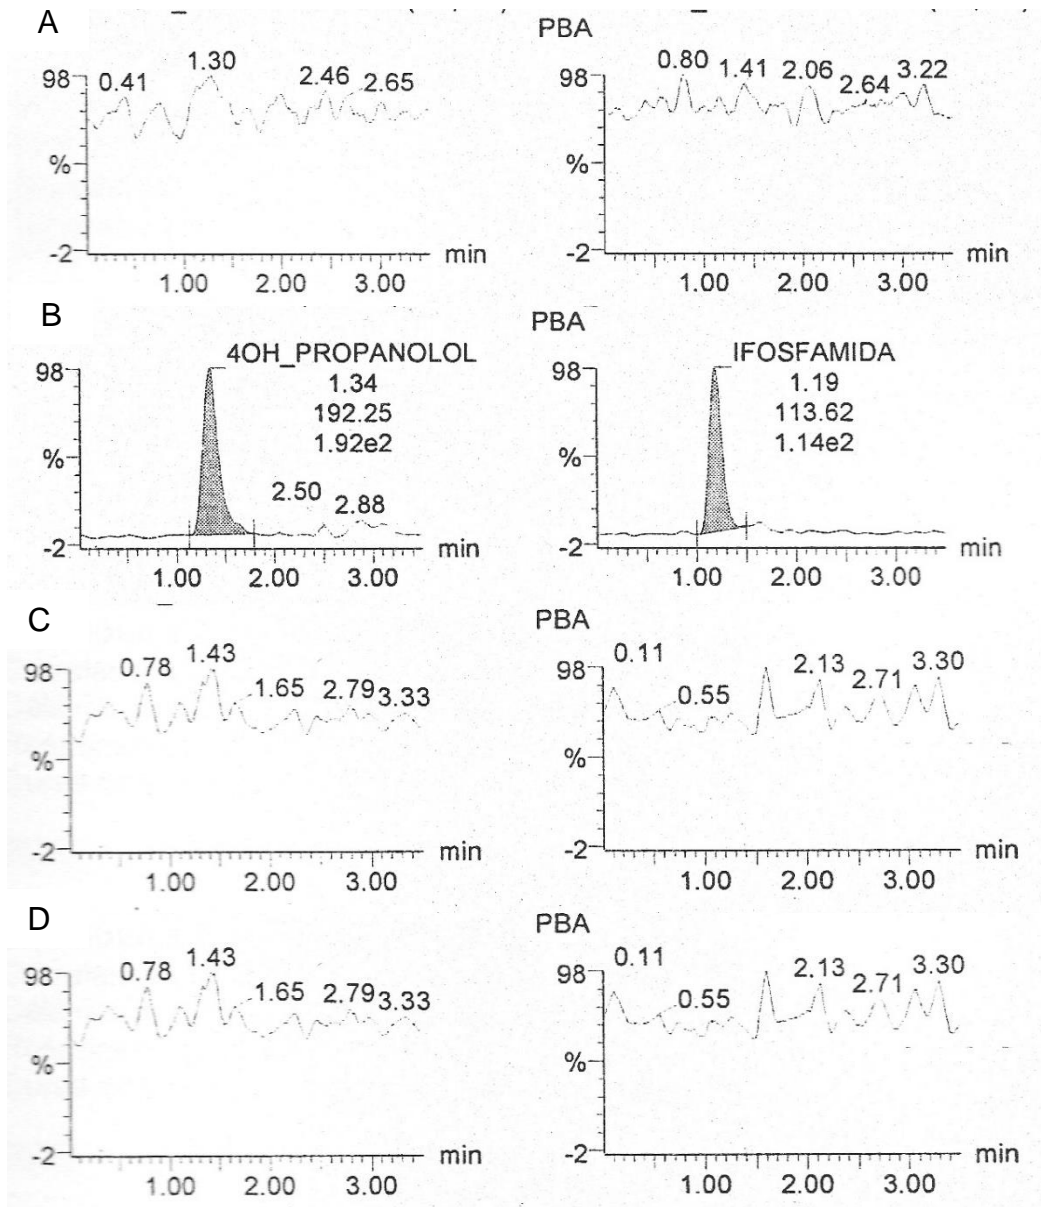 A
PBA
98 0.41 1.30 2.46 2.65
%
-2
min
1.00 2.00 3.00
98 0.80 1.41 2.06 2.64 3.22
%
-2
min
1.00 2.00 3.00
B
PBA
98
4OH_PROPANOLOL
1.34
192.25
1.92e2
2.50 2.88
%
-2
min
1.00 2.00 3.00
98
IFOSFAMIDA
1.19
113.62
1.14e2
%
-2
min
1.00 2.00 3.00
C
PBA
98 0.78 1.43 1.65 2.79 3.33
%
-2
min
1.00 2.00 3.00
98 0.11 0.55 2.13 2.71 3.30
%
-2
min
1.00 2.00 3.00
D
PBA
98 0.78 1.43 1.65 2.79 3.33
%
-2
min
1.00 2.00 3.00
98 0.11 0.55 2.13 2.71 3.30
%
-2
min
1.00 2.00 3.00